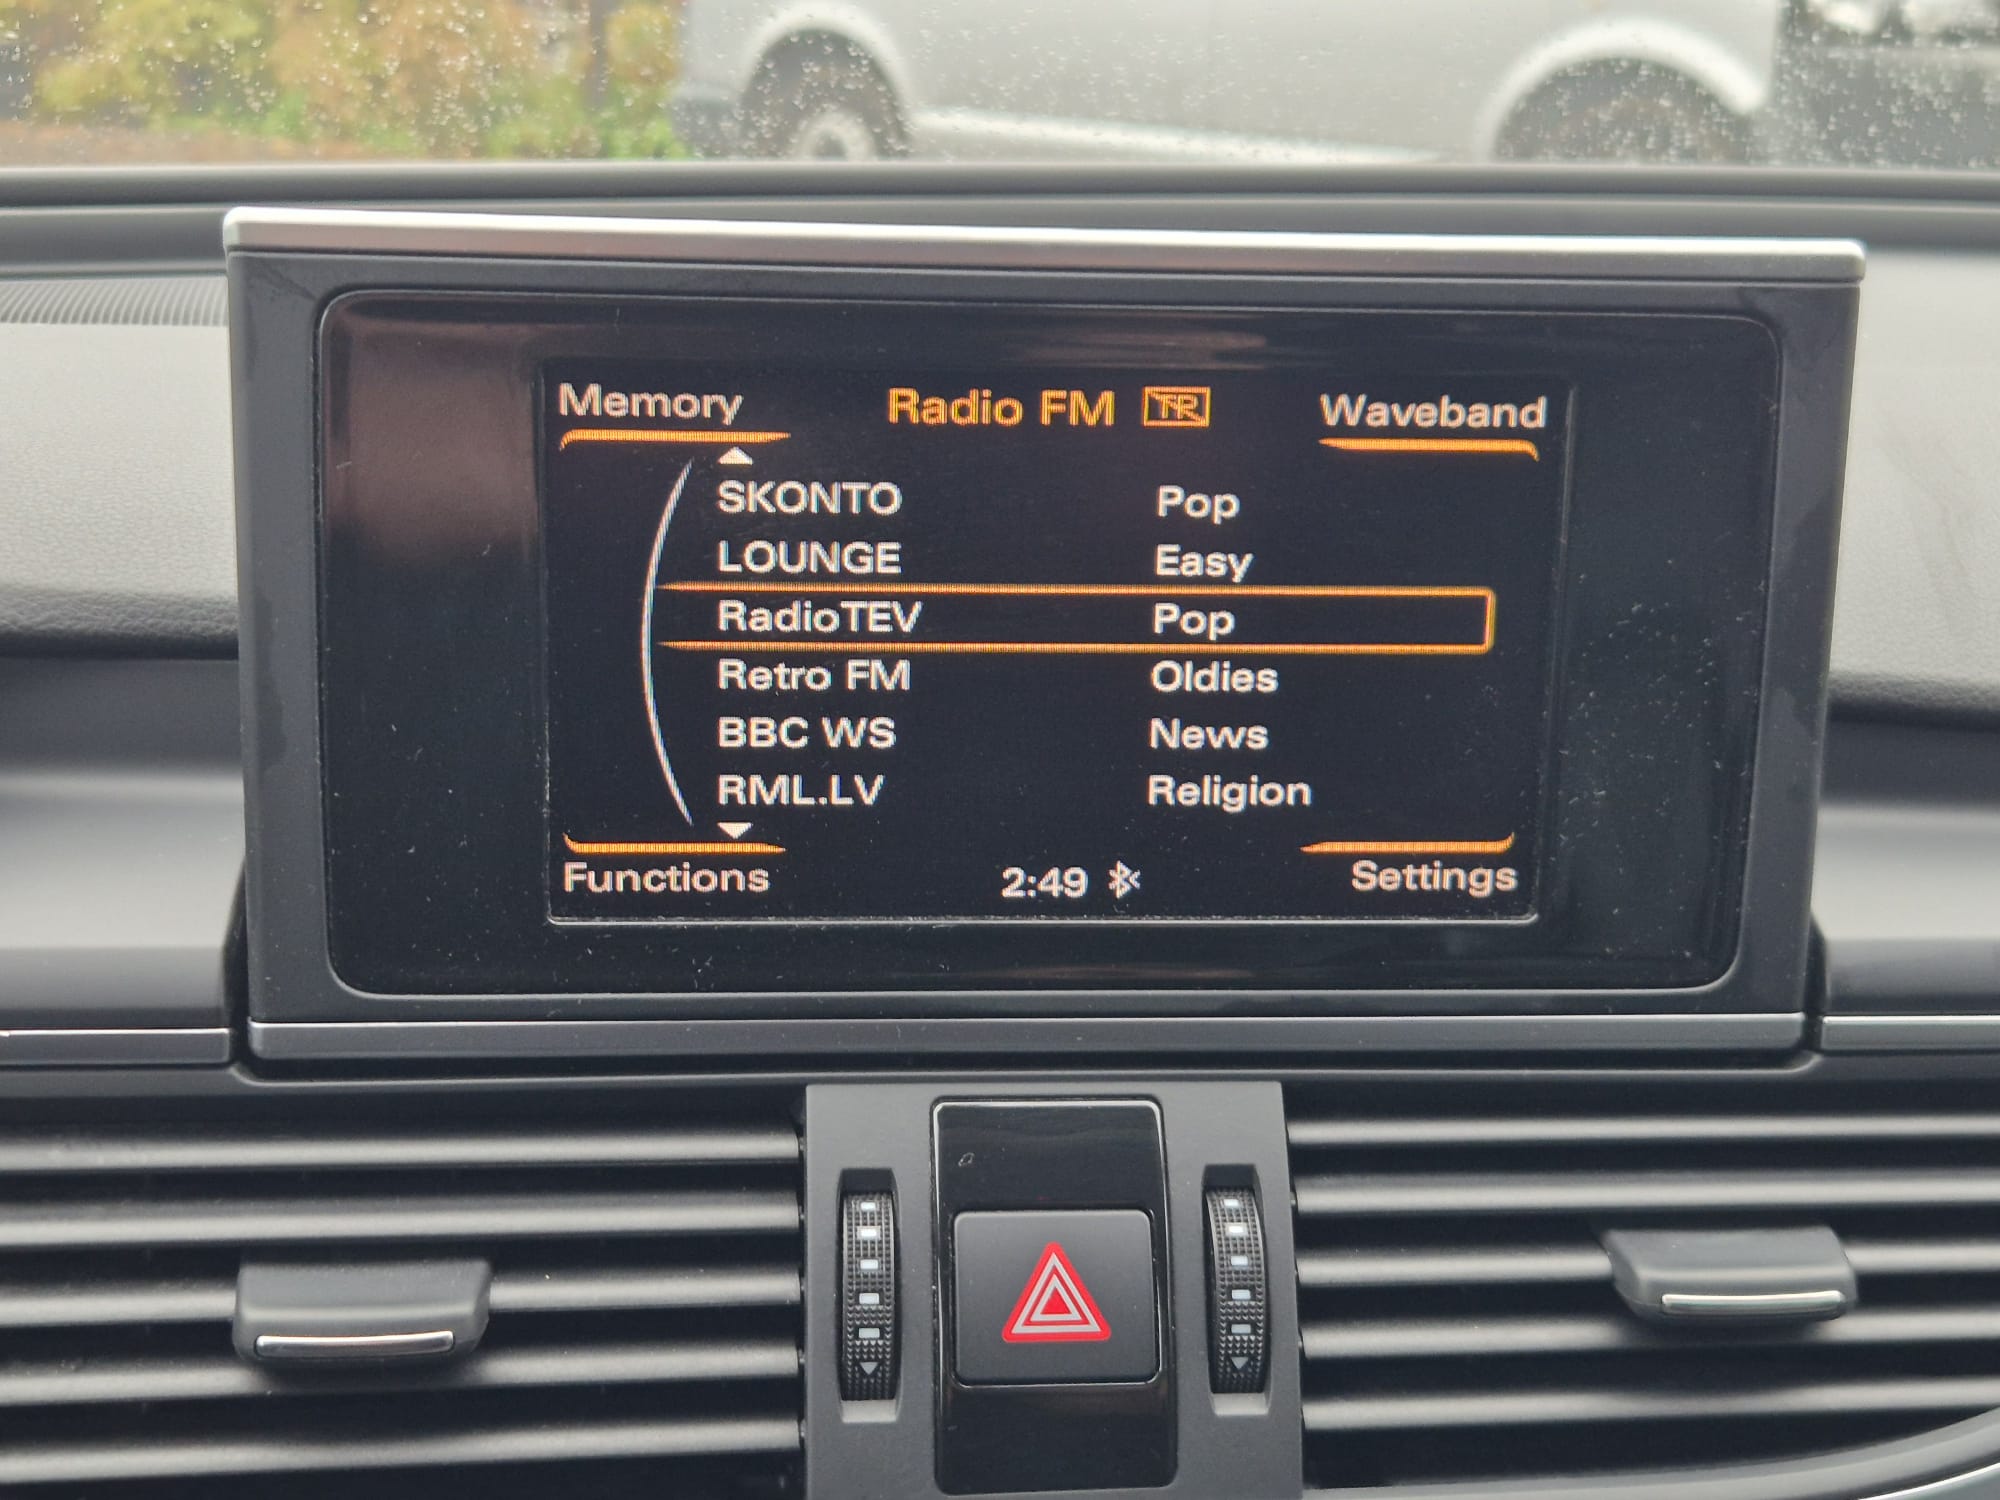 Memory Radio FM TP Waveband
SKONTO Pop
LOUNGE Easy
RadioTEV Pop
Retro FM Oldies
BBC WS News
RML.LV Religion
Functions 2:49 Settings